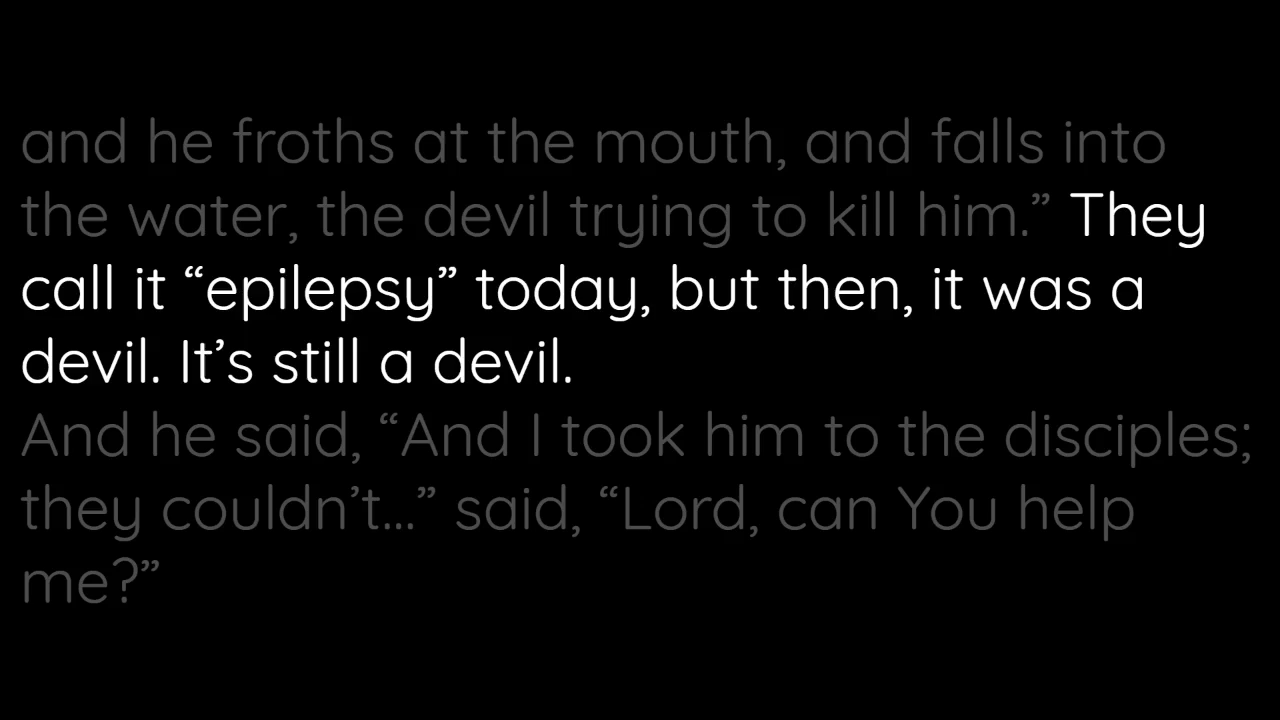 and he froths at the mouth, and falls into
the water, the devil trying to kill him.” They
call it “epilepsy” today, but then, it was a
devil. It’s still a devil.
And he said, “And I took him to the disciples;
they couldn’t...” said, “Lord, can You help
me?”